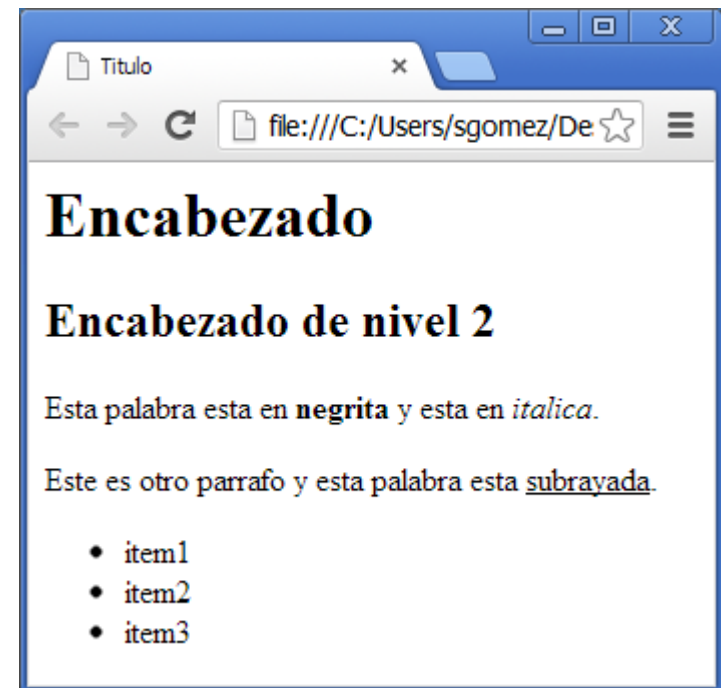 Titulo
file:///C:/Users/sgomez/De
Encabezado
Encabezado de nivel 2
Esta palabra esta en negrita y esta en italica.
Este es otro parrafo y esta palabra esta subrayada.
item1
item2
item3